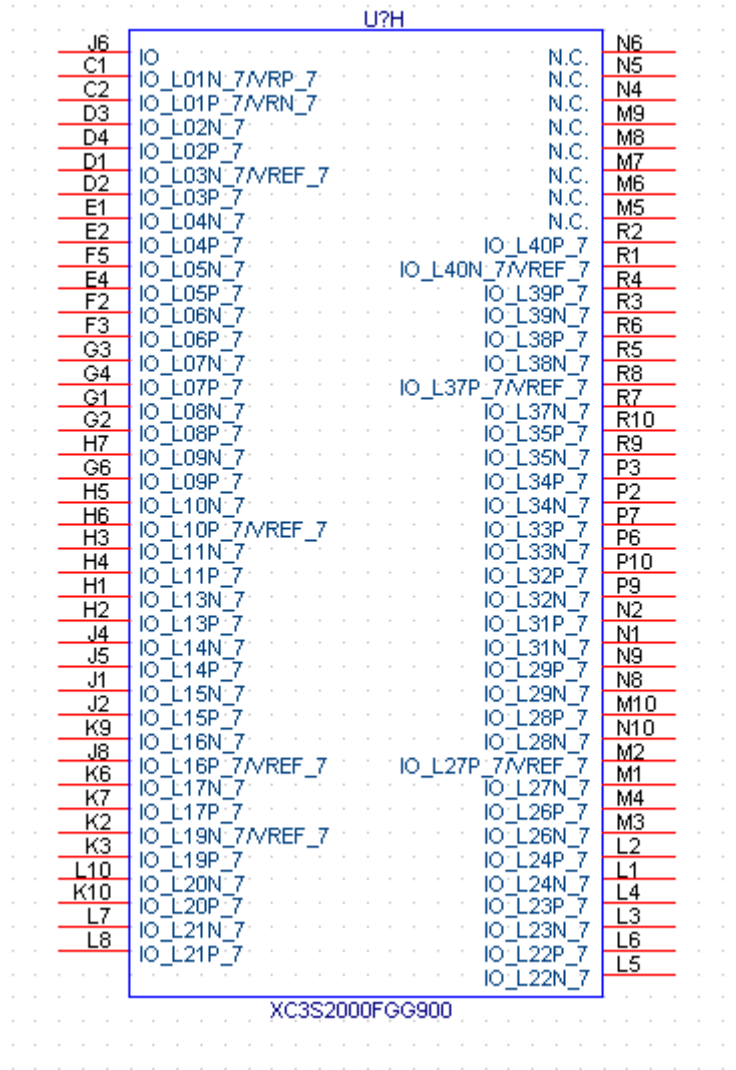 U?H
J6 IO N.C. N6
C1 IO_L01N_7/VRP_7 N.C. N5
C2 IO_L01P_7/VRN_7 N.C. N4
D3 IO_L02N_7 N.C. M9
D4 IO_L02P_7 N.C. M8
D1 IO_L03N_7/VREF_7 N.C. M7
D2 IO_L03P_7 N.C. M6
E1 IO_L04N_7 N.C. M5
E2 IO_L04P_7 IO_L40P_7 R2
F5 IO_L05N_7 IO_L40N_7/VREF_7 R1
E4 IO_L05P_7 IO_L39P_7 R4
F2 IO_L06N_7 IO_L39N_7 R3
F3 IO_L06P_7 IO_L38P_7 R6
G3 IO_L07N_7 IO_L38N_7 R5
G4 IO_L07P_7 IO_L37P_7/VREF_7 R8
G1 IO_L08N_7 IO_L37N_7 R7
G2 IO_L08P_7 IO_L35P_7 R10
H7 IO_L09N_7 IO_L35N_7 R9
G6 IO_L09P_7 IO_L34P_7 P3
H5 IO_L10N_7 IO_L34N_7 P2
H6 IO_L10P_7/VREF_7 IO_L33P_7 P7
H3 IO_L11N_7 IO_L33N_7 P6
H4 IO_L11P_7 IO_L32P_7 P10
H1 IO_L13N_7 IO_L32N_7 P9
H2 IO_L13P_7 IO_L31P_7 N2
J4 IO_L14N_7 IO_L31N_7 N1
J5 IO_L14P_7 IO_L29P_7 N9
J1 IO_L15N_7 IO_L29N_7 N8
J2 IO_L15P_7 IO_L28P_7 M10
K9 IO_L16N_7 IO_L28N_7 N10
J8 IO_L16P_7/VREF_7 IO_L27P_7/VREF_7 M2
K6 IO_L17N_7 IO_L27N_7 M1
K7 IO_L17P_7 IO_L26P_7 M4
K2 IO_L19N_7/VREF_7 IO_L26N_7 M3
K3 IO_L19P_7 IO_L24P_7 L2
L10 IO_L20N_7 IO_L24N_7 L1
K10 IO_L20P_7 IO_L23P_7 L4
L7 IO_L21N_7 IO_L23N_7 L3
L8 IO_L21P_7 IO_L22P_7 L6
IO_L22N_7 L5
XC3S2000FGG900